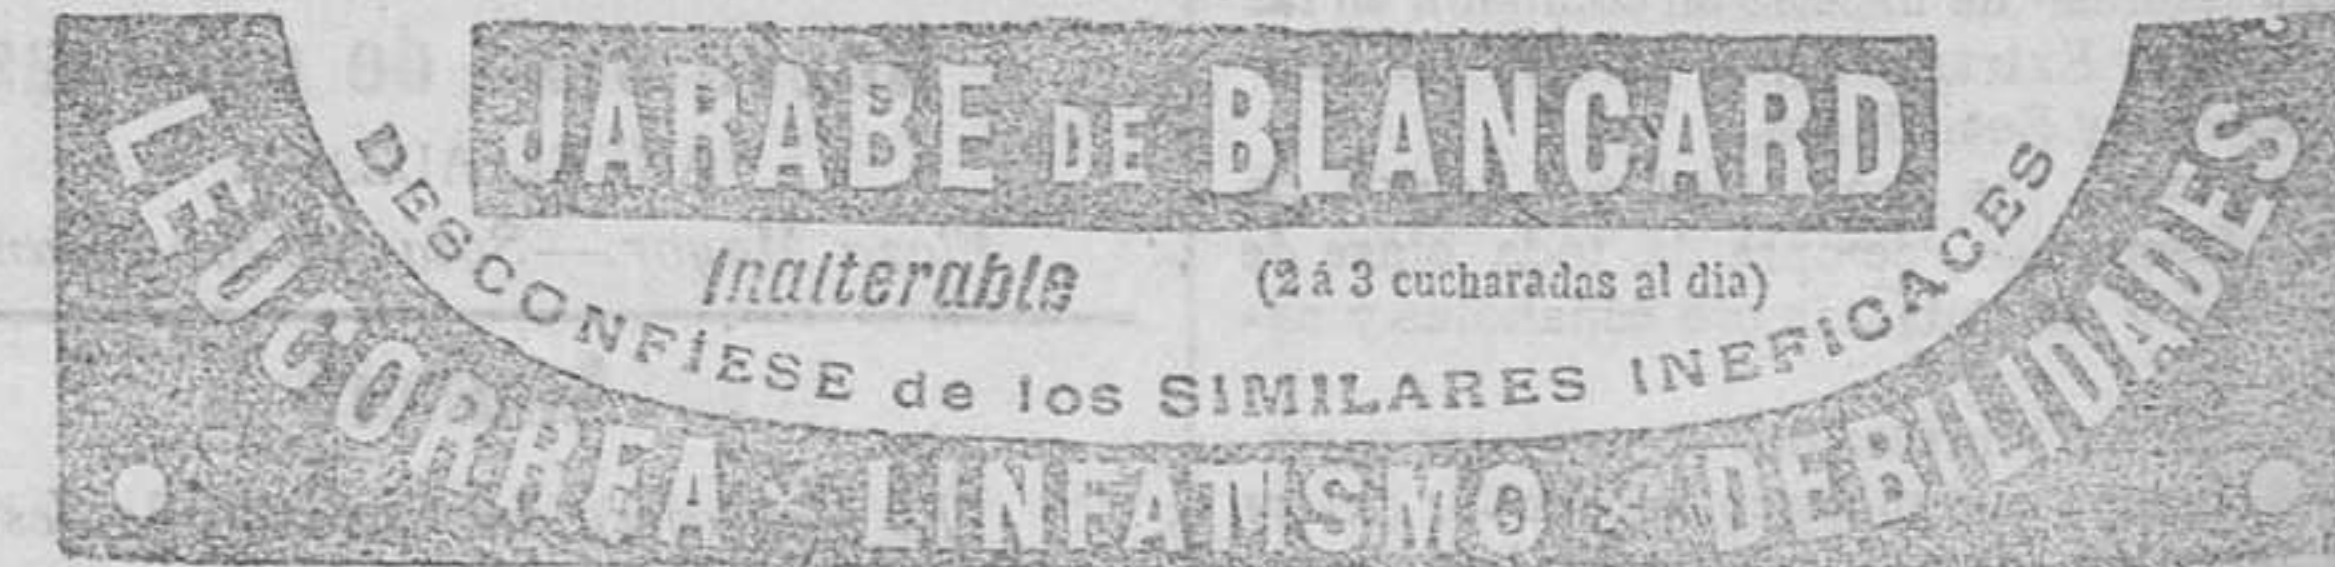 JARABE DE BLANCARD
Inalterable (2 á 3 cucharadas al dia)
DESCONFÍESE de los SIMILARES INEFICACES
LEUCORREA × LINFATISMO × DEBILIDADES